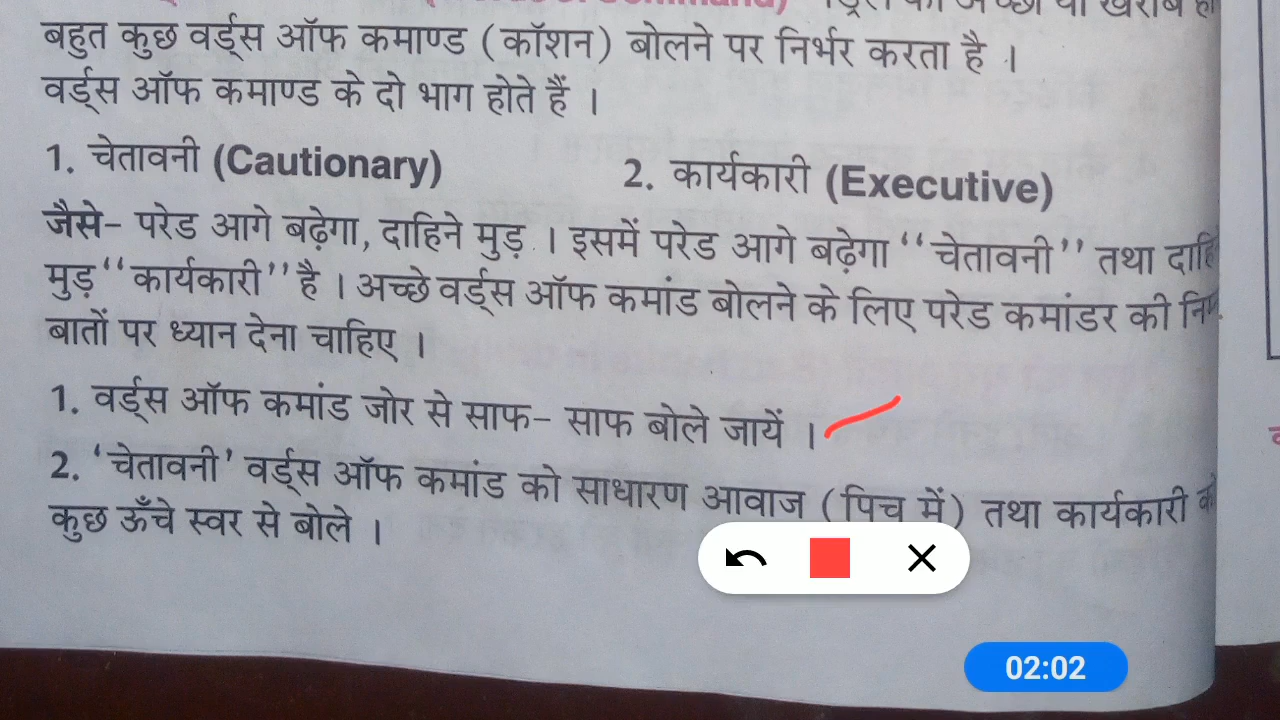 बहुत कुछ वर्ड्स ऑफ कमाण्ड (कॉशन) बोलने पर निर्भर करता है ।
वर्ड्स ऑफ कमाण्ड के दो भाग होते हैं ।
1. चेतावनी (Cautionary) 2. कार्यकारी (Executive)
जैसे- परेड आगे बढ़ेगा, दाहिने मुड़ । इसमें परेड आगे बढ़ेगा ‘‘चेतावनी’’ तथा
मुड़ ‘‘कार्यकारी’’ है । अच्छे वर्ड्स ऑफ कमांड बोलने के लिए परेड कमांडर की
बातों पर ध्यान देना चाहिए ।
1. वर्ड्स ऑफ कमांड जोर से साफ- साफ बोले जायें ।
2. ‘चेतावनी’ वर्ड्स ऑफ कमांड को साधारण आवाज (पिच में) तथा कार्यकारी
कुछ ऊँचे स्वर से बोले ।
02:02